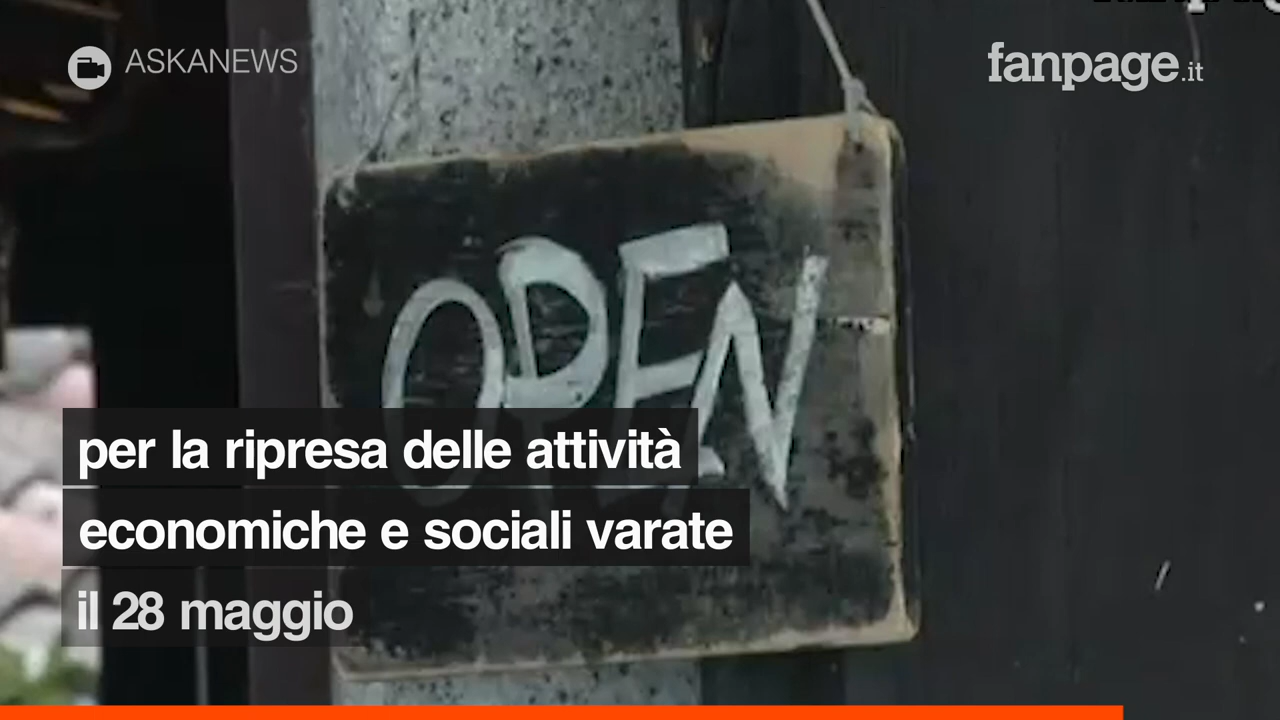 ASKANEWS
fanpage.it
OPEN
per la ripresa delle attività
economiche e sociali varate
il 28 maggio